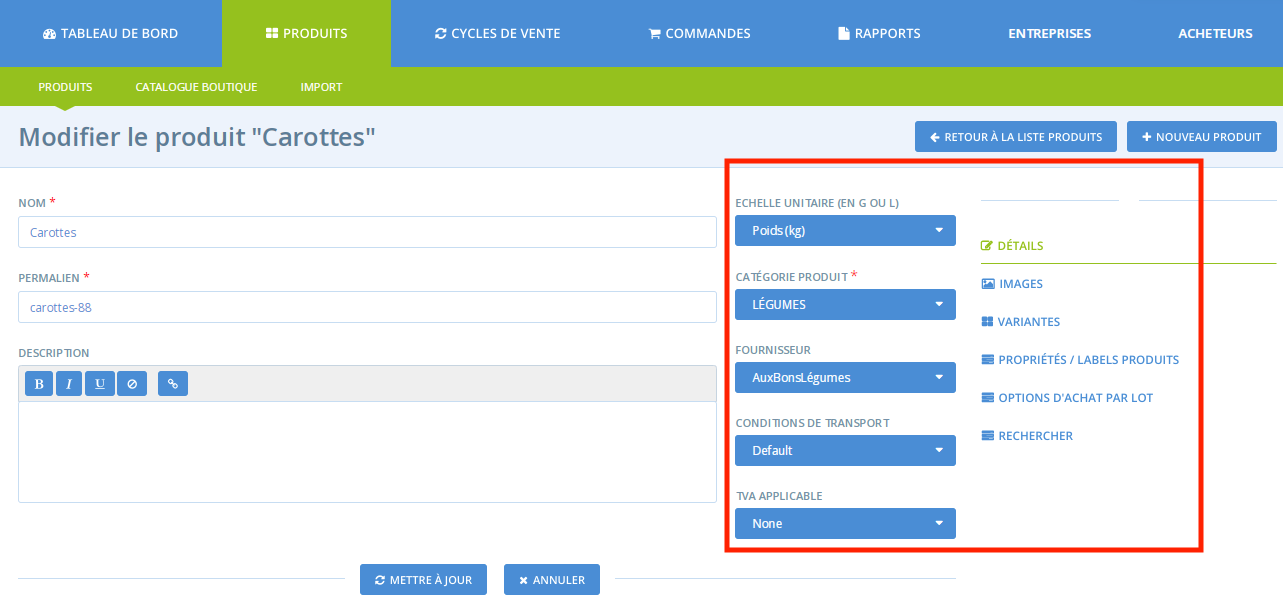 TABLEAU DE BORD PRODUITS CYCLES DE VENTE COMMANDES RAPPORTS ENTREPRISES ACHETEURS
PRODUITS CATALOGUE BOUTIQUE IMPORT
Modifier le produit "Carottes"
RETOUR À LA LISTE PRODUITS
NOUVEAU PRODUIT
NOM *
Carottes
PERMALIEN *
carottes-88
DESCRIPTION
B I U
ECHELLE UNITAIRE (EN G OU L)
Poids (kg)
CATÉGORIE PRODUIT *
LÉGUMES
FOURNISSEUR
AuxBonsLégumes
CONDITIONS DE TRANSPORT
Default
TVA APPLICABLE
None
DÉTAILS
IMAGES
VARIANTES
PROPRIÉTÉS / LABELS PRODUITS
OPTIONS D'ACHAT PAR LOT
RECHERCHER
METTRE À JOUR
ANNULER